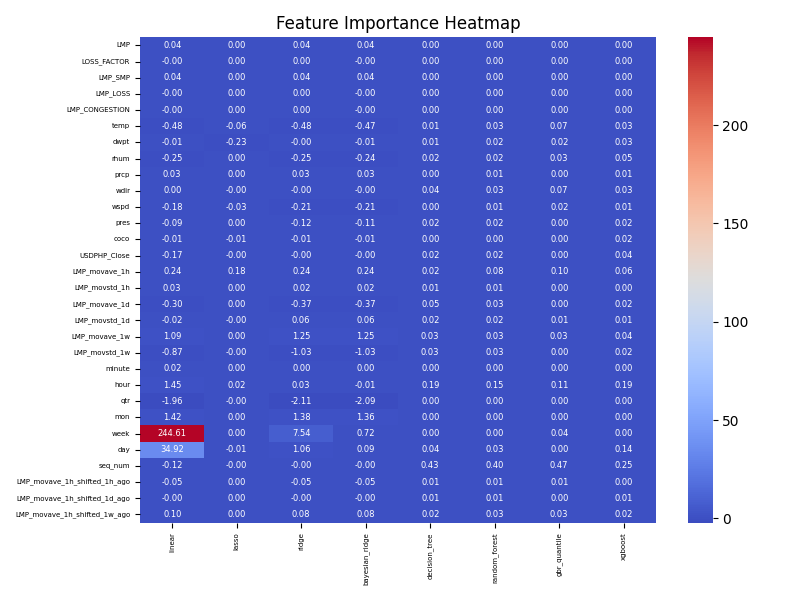 Feature Importance Heatmap
LMP 0.04 0.00 0.04 0.04 0.00 0.00 0.00 0.00
LOSS_FACTOR -0.00 0.00 0.00 -0.00 0.00 0.00 0.00 0.00
LMP_SMP 0.04 0.00 0.04 0.04 0.00 0.00 0.00 0.00
LMP_LOSS -0.00 0.00 0.00 -0.00 0.00 0.00 0.00 0.00
LMP_CONGESTION -0.00 0.00 0.00 -0.00 0.00 0.00 0.00 0.00
temp -0.48 -0.06 -0.48 -0.47 0.01 0.03 0.07 0.03
dwpt -0.01 -0.23 -0.00 -0.01 0.01 0.02 0.02 0.03
rhum -0.25 0.00 -0.25 -0.24 0.02 0.02 0.03 0.05
prcp 0.03 0.00 0.03 0.03 0.00 0.01 0.00 0.01
wdir 0.00 -0.00 -0.00 -0.00 0.04 0.03 0.07 0.03
wspd -0.18 -0.03 -0.21 -0.21 0.00 0.01 0.02 0.01
pres -0.09 0.00 -0.12 -0.11 0.02 0.02 0.00 0.02
coco -0.01 -0.01 -0.01 -0.01 0.00 0.00 0.00 0.02
USDPHP_Close -0.17 -0.00 -0.00 -0.00 0.02 0.02 0.00 0.04
LMP_movave_1h 0.24 0.18 0.24 0.24 0.02 0.08 0.10 0.06
LMP_movstd_1h 0.03 0.00 0.02 0.02 0.01 0.01 0.00 0.00
LMP_movave_1d -0.30 0.00 -0.37 -0.37 0.05 0.03 0.00 0.02
LMP_movstd_1d -0.02 -0.00 0.06 0.06 0.02 0.02 0.01 0.01
LMP_movave_1w 1.09 0.00 1.25 1.25 0.03 0.03 0.03 0.04
LMP_movstd_1w -0.87 -0.00 -1.03 -1.03 0.03 0.03 0.00 0.02
minute 0.02 0.00 0.00 0.00 0.00 0.00 0.00 0.00
hour 1.45 0.02 0.03 -0.01 0.19 0.15 0.11 0.19
qtr -1.96 -0.00 -2.11 -2.09 0.00 0.00 0.00 0.00
mon 1.42 0.00 1.38 1.36 0.00 0.00 0.00 0.00
week 244.61 0.00 7.54 0.72 0.00 0.00 0.04 0.00
day 34.92 -0.01 1.06 0.09 0.04 0.03 0.00 0.14
seq_num -0.12 -0.00 -0.00 -0.00 0.43 0.40 0.47 0.25
LMP_movave_1h_shifted_1h_ago -0.05 0.00 -0.05 -0.05 0.01 0.01 0.01 0.00
LMP_movave_1h_shifted_1d_ago -0.00 0.00 -0.00 -0.00 0.01 0.01 0.00 0.01
LMP_movave_1h_shifted_1w_ago 0.10 0.00 0.08 0.08 0.02 0.03 0.03 0.02
linear lasso ridge bayesian_ridge decision_tree random_forest gbr_quantile xgboost
200
150
100
50
0